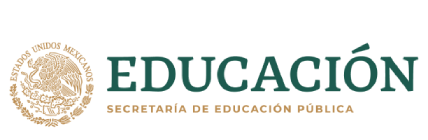 ESTADOS UNIDOS MEXICANOS
EDUCACIÓN
SECRETARÍA DE EDUCACIÓN PÚBLICA